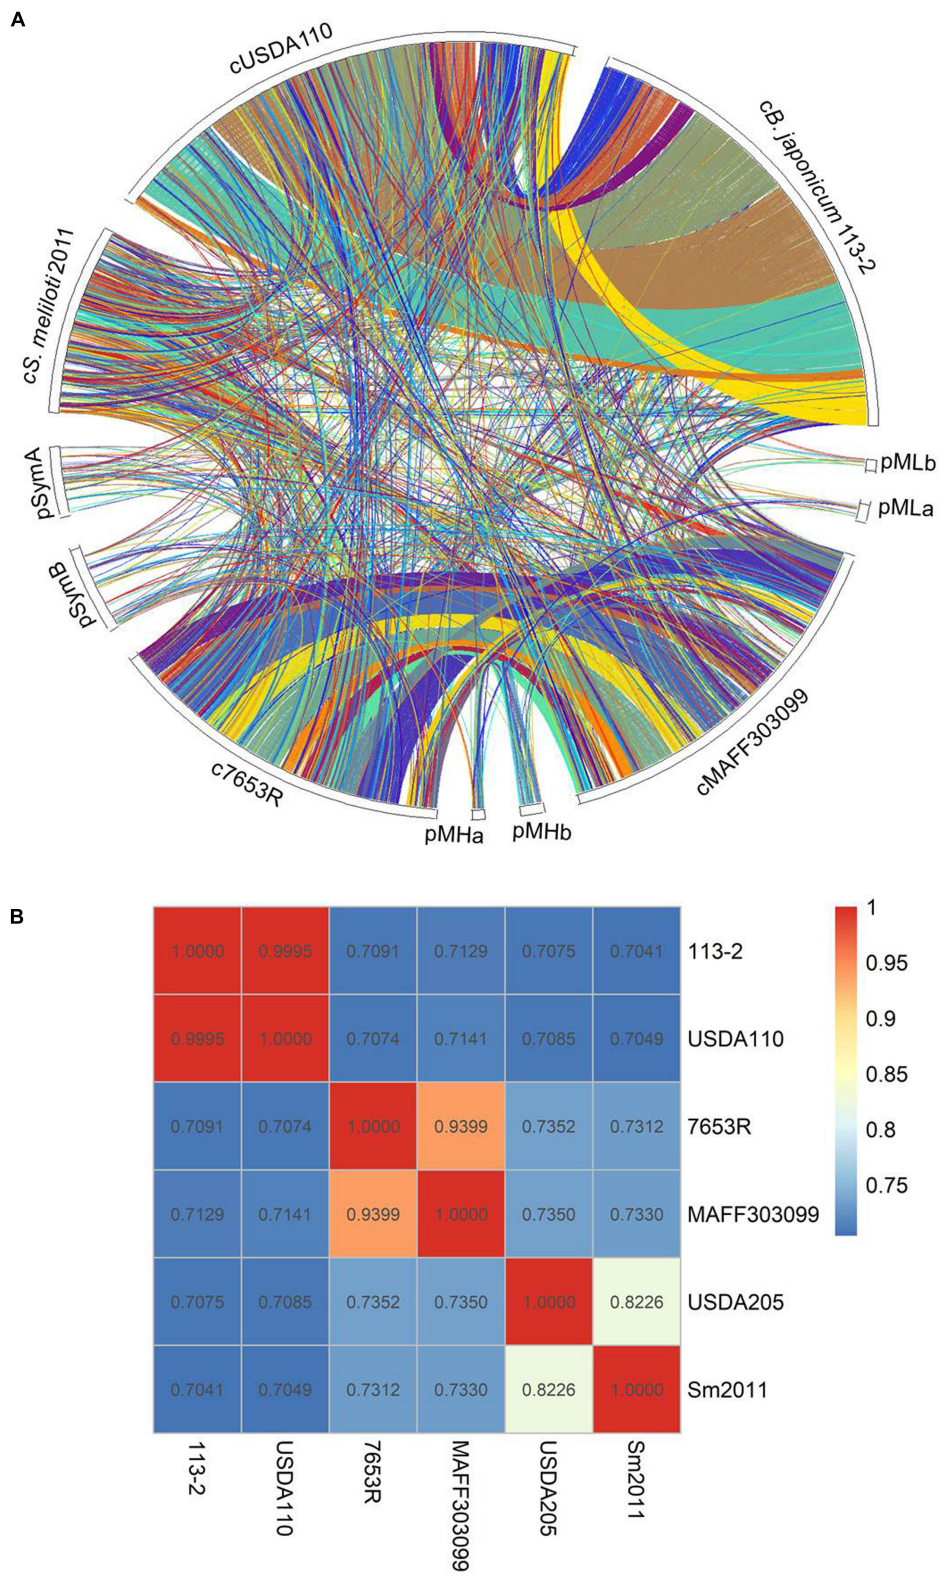 A
cUSDA110
cB. japonicum 113-2
cS. meliloti 2011
pSymA
pMLb
pMLa
pSymB
c7653R
cMAFF303099
pMHa
pMHb
B
1.0000 0.9995 0.7091 0.7129 0.7075 0.7041 113-2
0.9995 1.0000 0.7074 0.7141 0.7085 0.7049 USDA110
0.7091 0.7074 1.0000 0.9399 0.7352 0.7312 7653R
0.7129 0.7141 0.9399 1.0000 0.7350 0.7330 MAFF303099
0.7075 0.7085 0.7352 0.7350 1.0000 0.8226 USDA205
0.7041 0.7049 0.7312 0.7330 0.8226 1.0000 Sm2011
113-2
USDA110
7653R
MAFF303099
USDA205
Sm2011
1
0.95
0.9
0.85
0.8
0.75